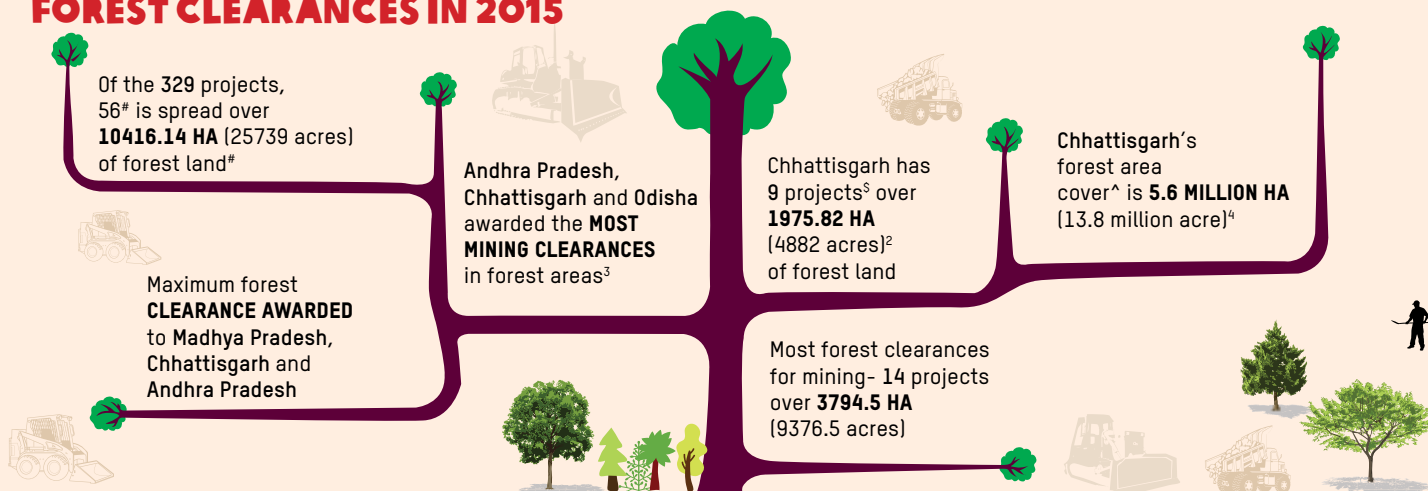 FOREST CLEARANCES IN 2015
Of the 329 projects,
56# is spread over
10416.14 HA (25739 acres)
of forest land#
Andhra Pradesh,
Chhattisgarh and Odisha
awarded the MOST
MINING CLEARANCES
in forest areas³
Maximum forest
CLEARANCE AWARDED
to Madhya Pradesh,
Chhattisgarh and
Andhra Pradesh
Chhattisgarh has
9 projects$ over
1975.82 HA
(4882 acres)²
of forest land
Chhattisgarh’s
forest area
cover^ is 5.6 MILLION HA
(13.8 million acre)⁴
Most forest clearances
for mining- 14 projects
over 3794.5 HA
(9376.5 acres)